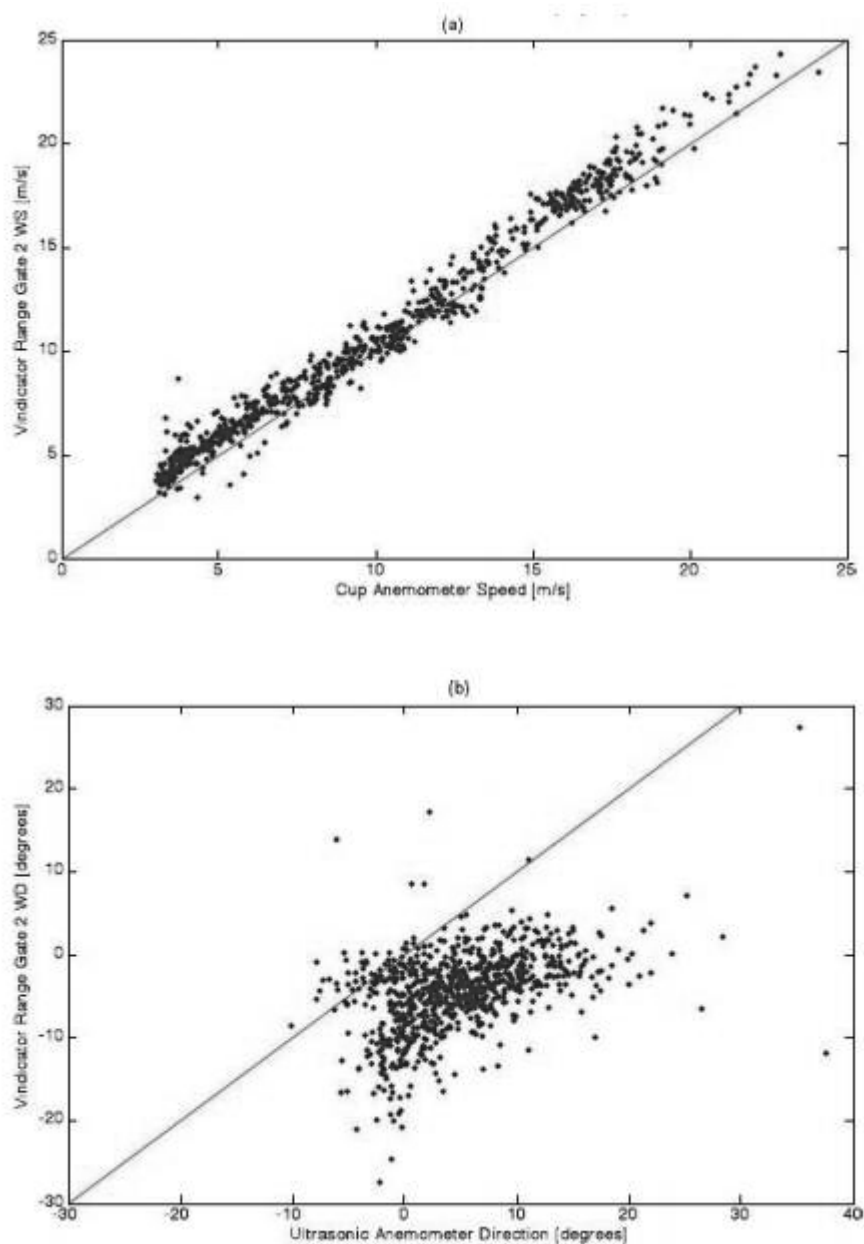 (a)
25
20
15
10
5
0
Vindicator Range Gate 2 WS [m/s]
0 5 10 15 20 25
Cup Anemometer Speed [m/s]
(b)
30
20
10
0
-10
-20
-30
Vindicator Range Gate 2 WD [degrees]
-30 -20 -10 0 10 20 30 40
Ultrasonic Anemometer Direction [degrees]